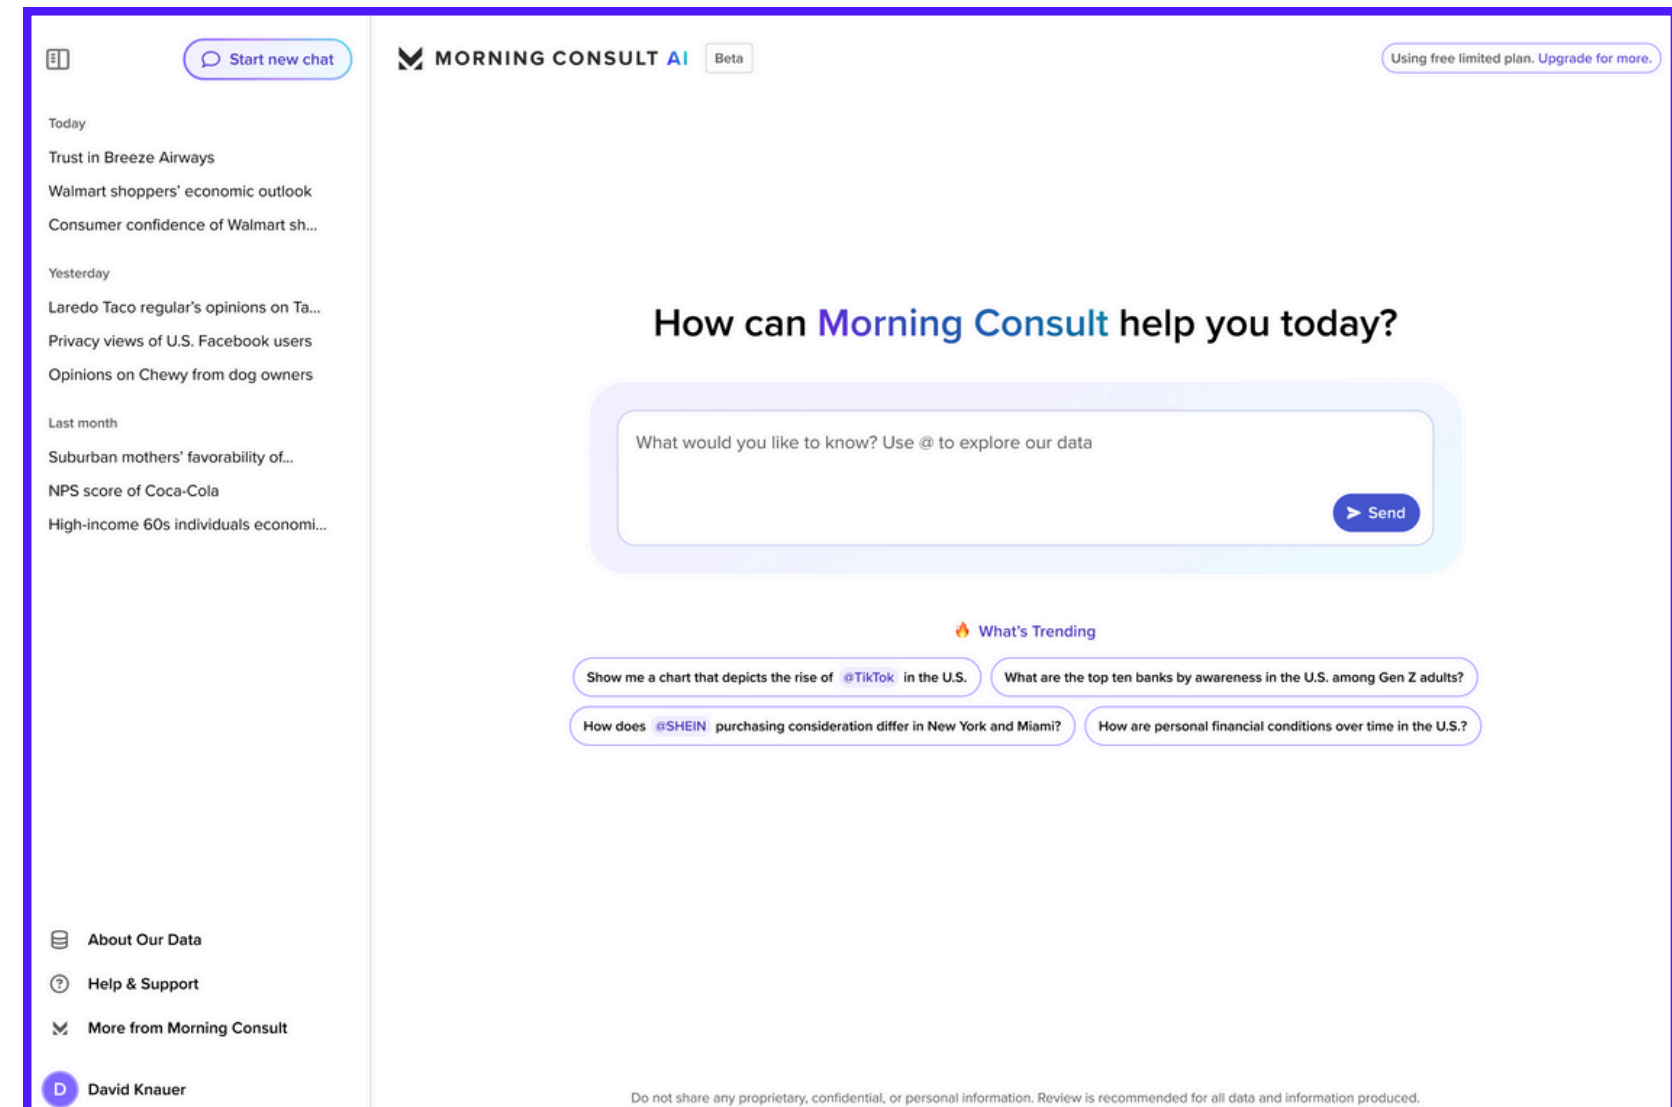 Start new chat
Today
Trust in Breeze Airways
Walmart shoppers' economic outlook
Consumer confidence of Walmart sh...
Yesterday
Laredo Taco regular's opinions on Ta...
Privacy views of U.S. Facebook users
Opinions on Chewy from dog owners
Last month
Suburban mothers' favorability of...
NPS score of Coca-Cola
High-income 60s individuals economi...
About Our Data
Help & Support
More from Morning Consult
D David Knauer
MORNING CONSULT AI Beta
Using free limited plan. Upgrade for more.
How can Morning Consult help you today?
What would you like to know? Use @ to explore our data
Send
What's Trending
Show me a chart that depicts the rise of @TikTok in the U.S.
What are the top ten banks by awareness in the U.S. among Gen Z adults?
How does @SHEIN purchasing consideration differ in New York and Miami?
How are personal financial conditions over time in the U.S.?
Do not share any proprietary, confidential, or personal information. Review is recommended for all data and information produced.